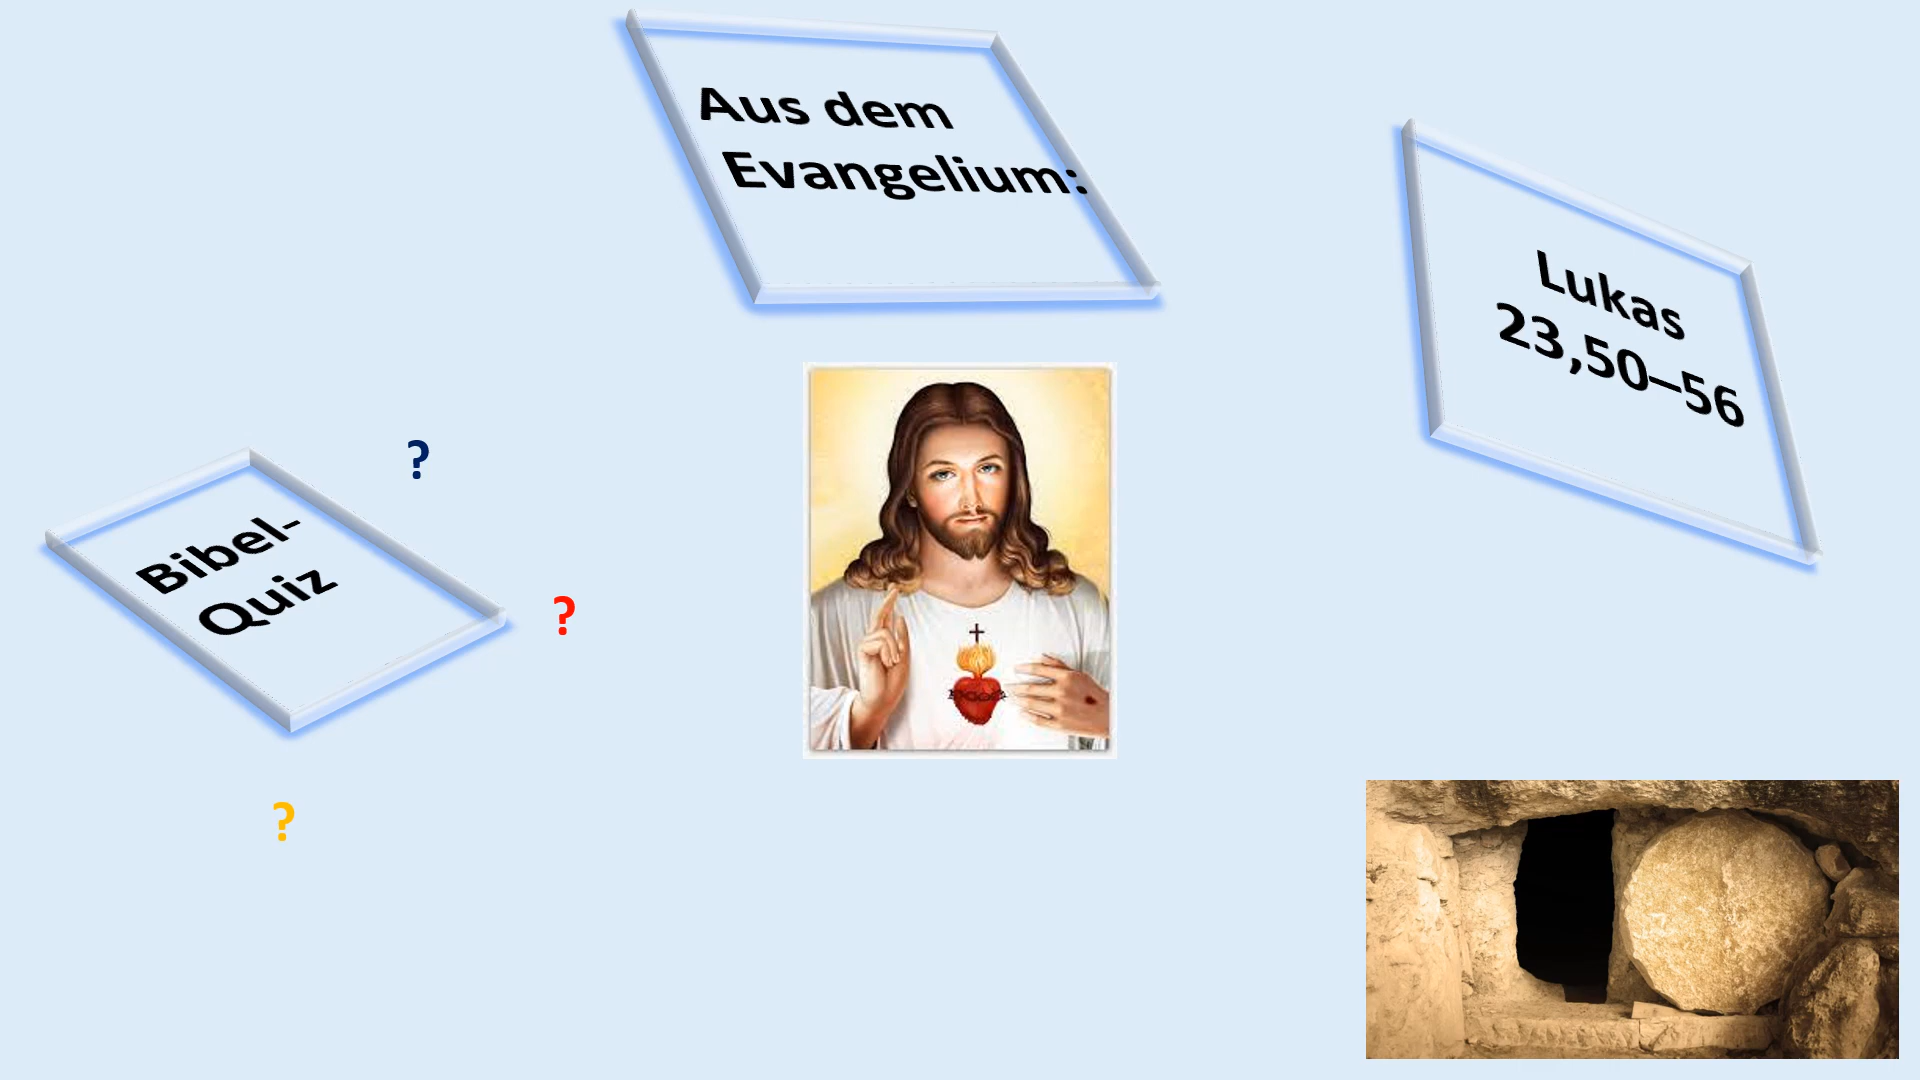 Aus dem
Evangelium:
Lukas
23,50–56
Bibel-
Quiz
?
?
?